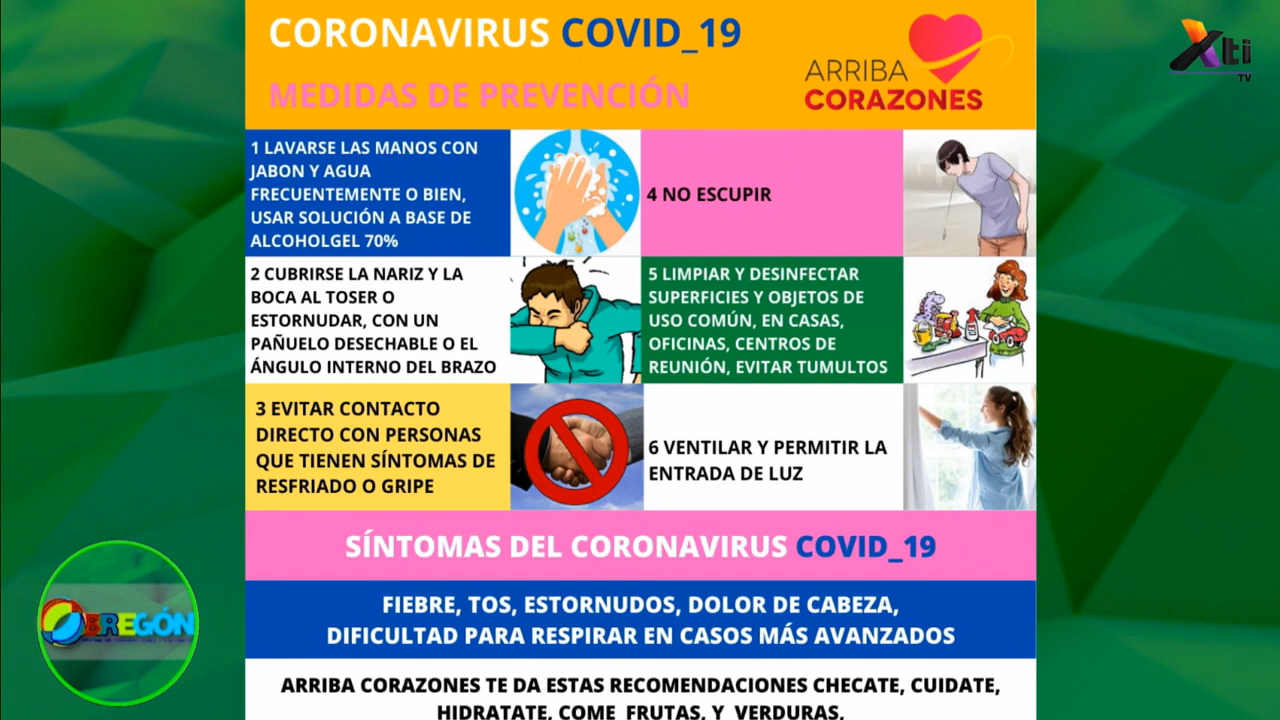 CORONAVIRUS COVID_19
MEDIDAS DE PREVENCIÓN
ARRIBA
CORAZONES
Xti
TV
1 LAVARSE LAS MANOS CON
JABON Y AGUA
FRECUENTEMENTE O BIEN,
USAR SOLUCIÓN A BASE DE
ALCOHOLGEL 70%
4 NO ESCUPIR
2 CUBRIRSE LA NARIZ Y LA
BOCA AL TOSER O
ESTORNUDAR, CON UN
PAÑUELO DESECHABLE O EL
ÁNGULO INTERNO DEL BRAZO
5 LIMPIAR Y DESINFECTAR
SUPERFICIES Y OBJETOS DE
USO COMÚN, EN CASAS,
OFICINAS, CENTROS DE
REUNIÓN, EVITAR TUMULTOS
3 EVITAR CONTACTO
DIRECTO CON PERSONAS
QUE TIENEN SÍNTOMAS DE
RESFRIADO O GRIPE
6 VENTILAR Y PERMITIR LA
ENTRADA DE LUZ
SÍNTOMAS DEL CORONAVIRUS COVID_19
FIEBRE, TOS, ESTORNUDOS, DOLOR DE CABEZA,
DIFICULTAD PARA RESPIRAR EN CASOS MÁS AVANZADOS
OBREGÓN
ARRIBA CORAZONES TE DA ESTAS RECOMENDACIONES CHECATE, CUIDATE,
HIDRATATE, COME FRUTAS, Y VERDURAS,